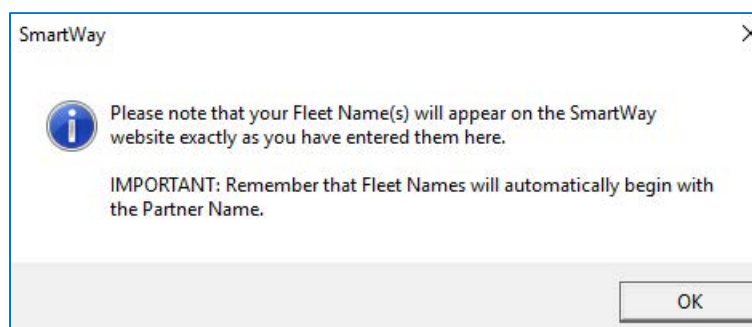 SmartWay
Please note that your Fleet Name(s) will appear on the SmartWay
website exactly as you have entered them here.
IMPORTANT: Remember that Fleet Names will automatically begin with
the Partner Name.
OK